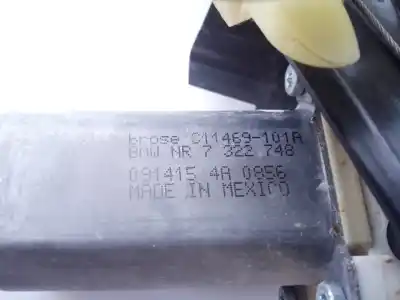 brose C11469-101A
BMW NR 7 322 748
091415 4A 0856
MADE IN MEXICO